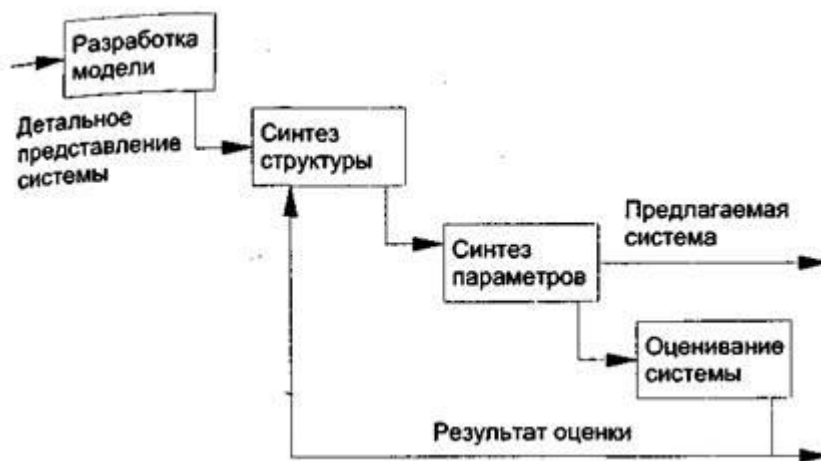 Разработка
модели
Детальное
представление
системы
Синтез
структуры
Синтез
параметров
Предлагаемая
система
Оценивание
системы
Результат оценки